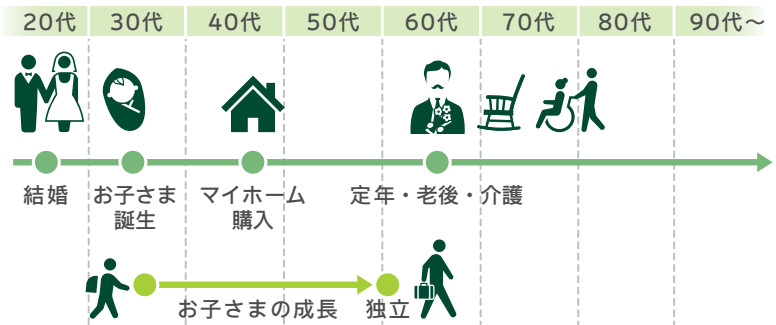 20代 30代 40代 50代 60代 70代 80代 90代～
結婚
お子さま
誕生
マイホーム
購入
定年・老後・介護
お子さまの成長
独立